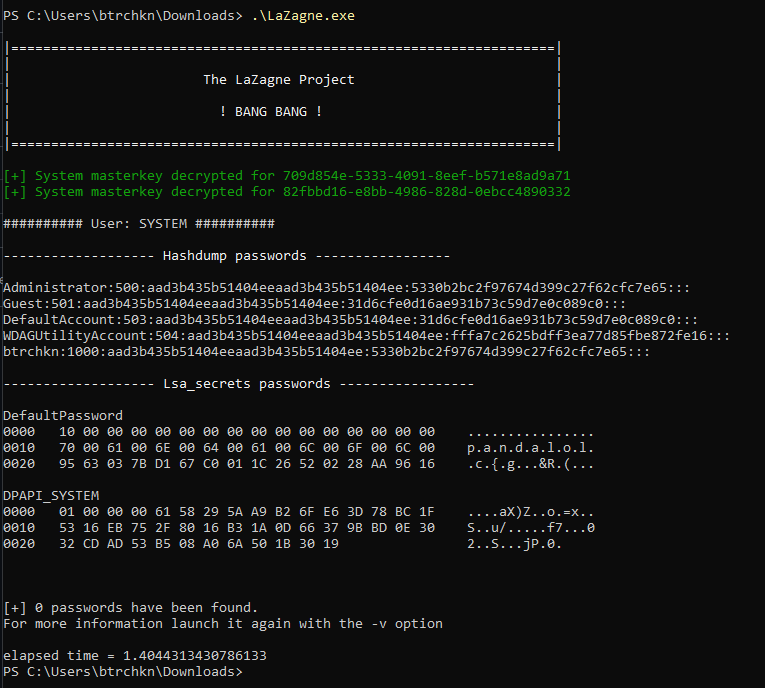 PS C:\Users\btrchkn\Downloads> .\LaZagne.exe
|====================================================================|
|                                                                    |
|                        The LaZagne Project                         |
|                                                                    |
|                          ! BANG BANG !                             |
|                                                                    |
|====================================================================|
[+] System masterkey decrypted for 709d854e-5333-4091-8eef-b571e8ad9a71
[+] System masterkey decrypted for 82fbbd16-e8bb-4986-828d-0ebcc4890332
########## User: SYSTEM ##########
------------------- Hashdump passwords -----------------
Administrator:500:aad3b435b51404eeaad3b435b51404ee:5330b2bc2f97674d399c27f62cfc7e65:::
Guest:501:aad3b435b51404eeaad3b435b51404ee:31d6cfe0d16ae931b73c59d7e0c089c0:::
DefaultAccount:503:aad3b435b51404eeaad3b435b51404ee:31d6cfe0d16ae931b73c59d7e0c089c0:::
WDAGUtilityAccount:504:aad3b435b51404eeaad3b435b51404ee:fffa7c2625bdff3ea77d85fbe872fe16:::
btrchkn:1000:aad3b435b51404eeaad3b435b51404ee:5330b2bc2f97674d399c27f62cfc7e65:::
------------------- Lsa_secrets passwords -----------------
DefaultPassword
0000   10 00 00 00 00 00 00 00 00 00 00 00 00 00 00 00    ................
0010   70 00 61 00 6E 00 64 00 61 00 6C 00 6F 00 6C 00    p.a.n.d.a.l.o.l.
0020   95 63 03 7B D1 67 C0 01 1C 26 52 02 28 AA 96 16    .c.{.g...&R.(...
DPAPI_SYSTEM
0000   01 00 00 00 61 58 29 5A A9 B2 6F E6 3D 78 BC 1F    ....aX)Z..o.=x..
0010   53 16 EB 75 2F 80 16 B3 1A 0D 66 37 9B BD 0E 30    S..u/.....f7...0
0020   32 CD AD 53 B5 08 A0 6A 50 1B 30 19                2..S...jP.0.
[+] 0 passwords have been found.
For more information launch it again with the -v option
elapsed time = 1.4044313430786133
PS C:\Users\btrchkn\Downloads>